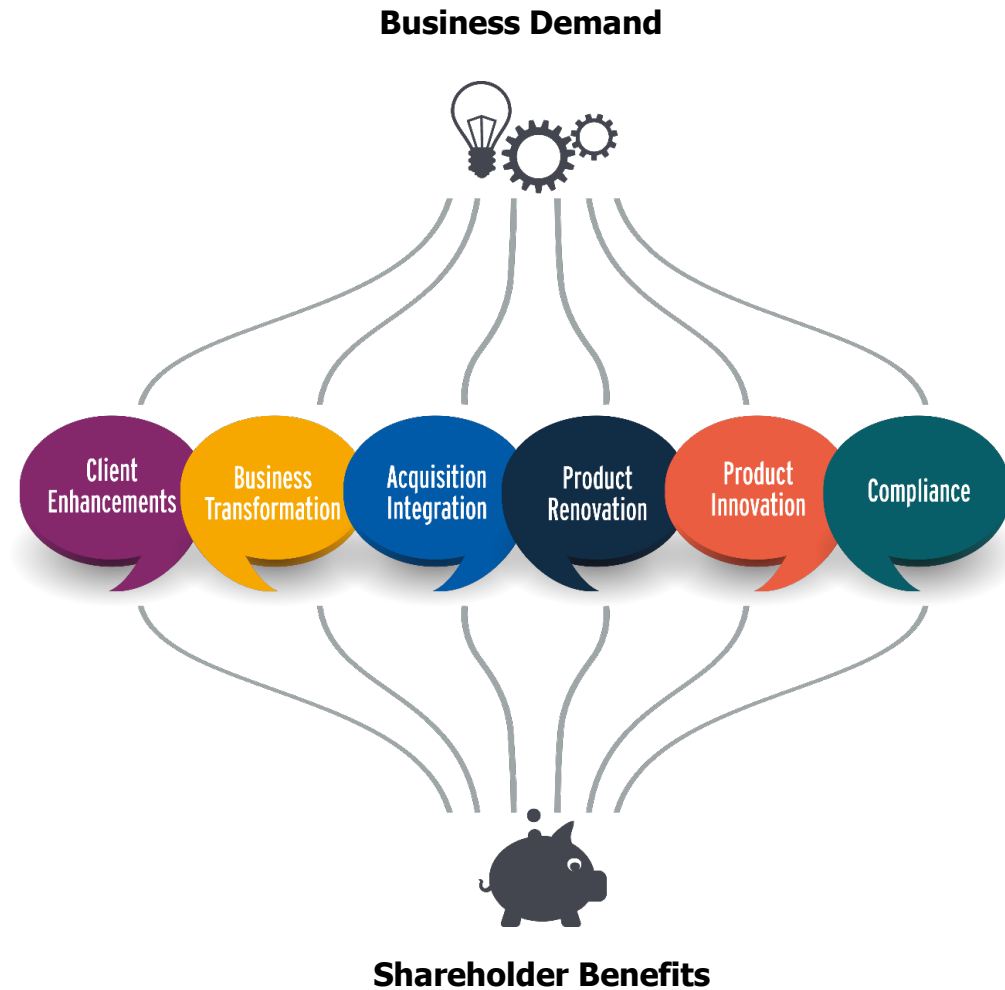 Business Demand
Client
Enhancements
Business
Transformation
Acquisition
Integration
Product
Renovation
Product
Innovation
Compliance
Shareholder Benefits